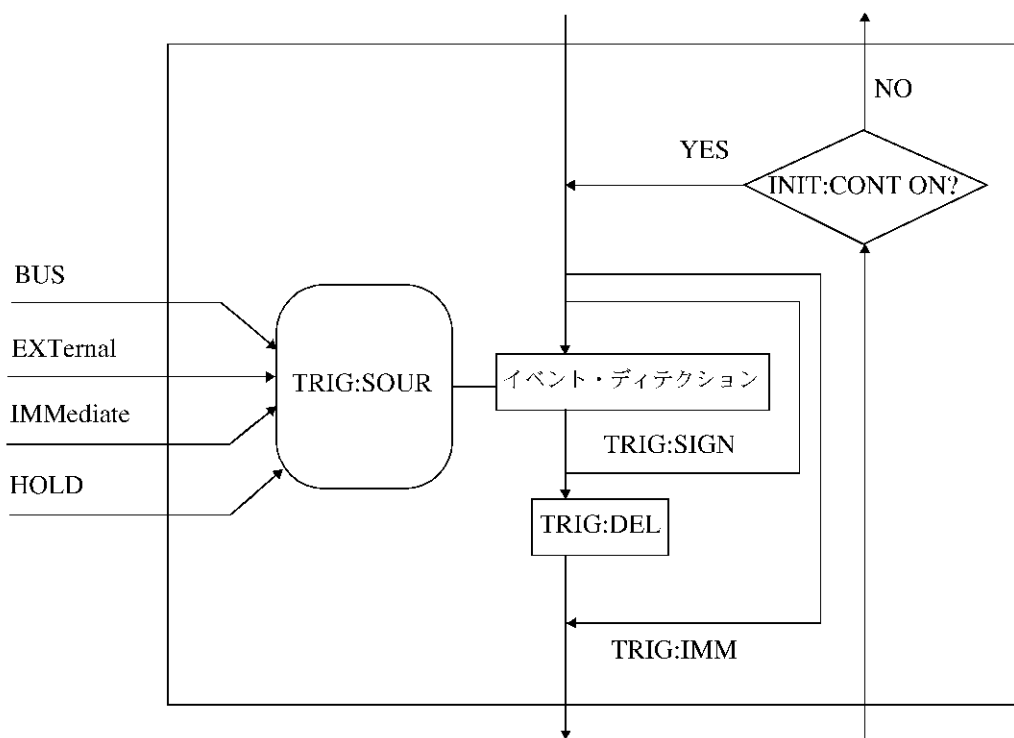 NO
YES
INIT:CONT ON?
BUS
EXTernal
IMMediate
HOLD
TRIG:SOUR
イベント・ディテクション
TRIG:SIGN
TRIG:DEL
TRIG:IMM